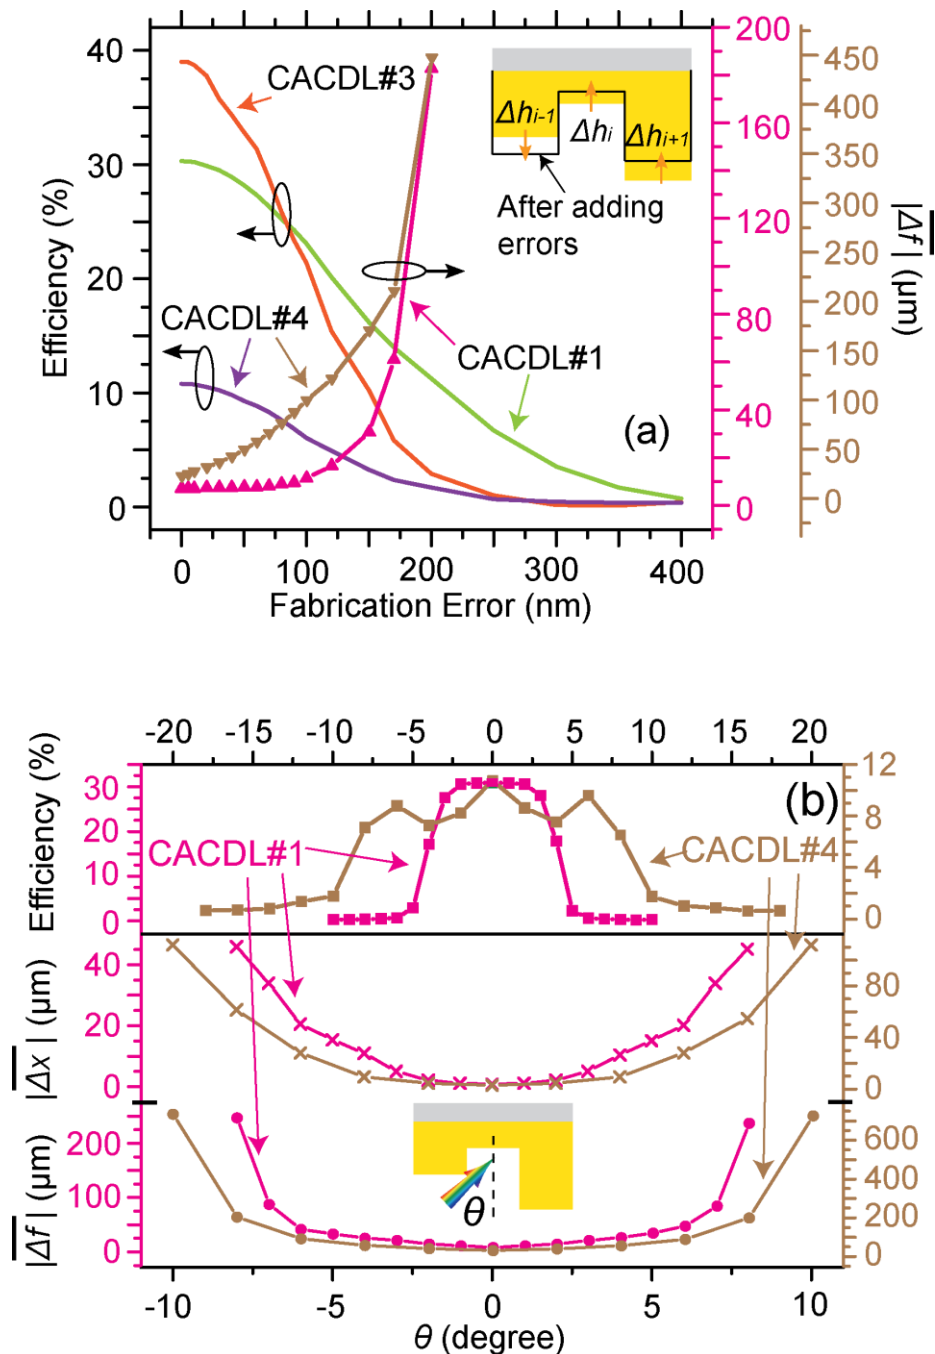 (a)
40
30
20
10
0
Efficiency (%)
CACDL#3
CACDL#4
CACDL#1
Δhi-1
Δhi
Δhi+1
After adding
errors
200
160
120
80
40
0
450
400
350
300
250
200
150
100
50
0
|Δf| (μm)
0 100 200 300 400
Fabrication Error (nm)
-20 -15 -10 -5 0 5 10 15 20
(b)
Efficiency (%)
30
20
10
0
12
8
4
0
CACDL#1
CACDL#4
|Δx| (μm)
40
20
0
80
40
0
|Δf| (μm)
200
100
0
600
400
200
0
θ
-10 -5 0 5 10
θ (degree)